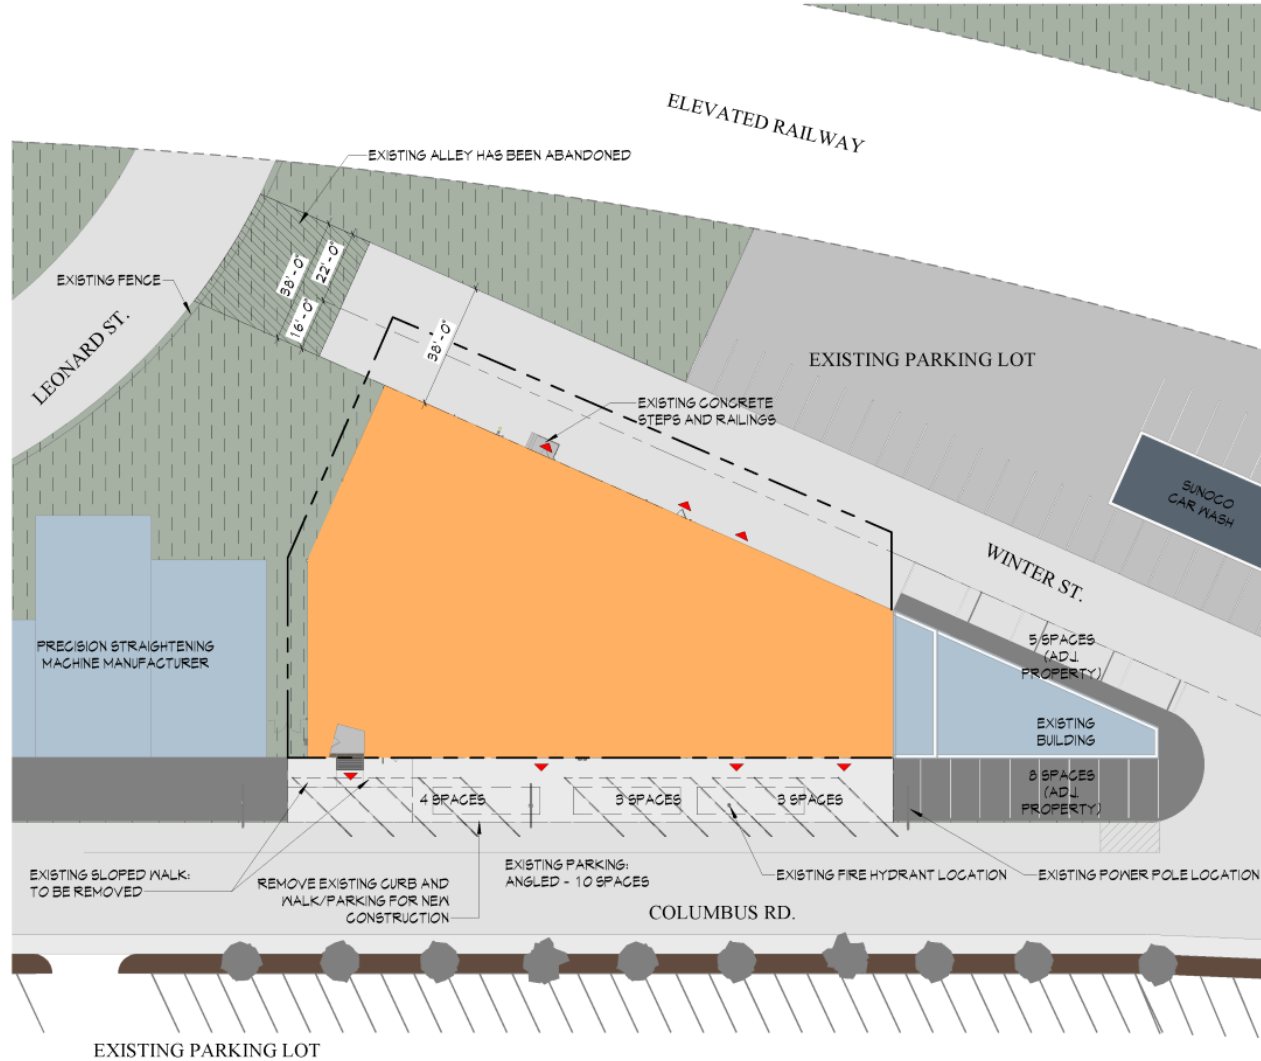 ELEVATED RAILWAY
EXISTING ALLEY HAS BEEN ABANDONED
38'-0"
22'-0"
16'-0"
EXISTING FENCE
LEONARD ST.
38'-0"
EXISTING PARKING LOT
EXISTING CONCRETE
STEPS AND RAILINGS
SUNOCO
CAR WASH
WINTER ST.
PRECISION STRAIGHTENING
MACHINE MANUFACTURER
5 SPACES
(ADJ.
PROPERTY)
EXISTING
BUILDING
8 SPACES
(ADJ.
PROPERTY)
4 SPACES
3 SPACES
3 SPACES
EXISTING SLOPED WALK:
TO BE REMOVED
REMOVE EXISTING CURB AND
WALK/PARKING FOR NEW
CONSTRUCTION
EXISTING PARKING:
ANGLED - 10 SPACES
EXISTING FIRE HYDRANT LOCATION
EXISTING POWER POLE LOCATION
COLUMBUS RD.
EXISTING PARKING LOT